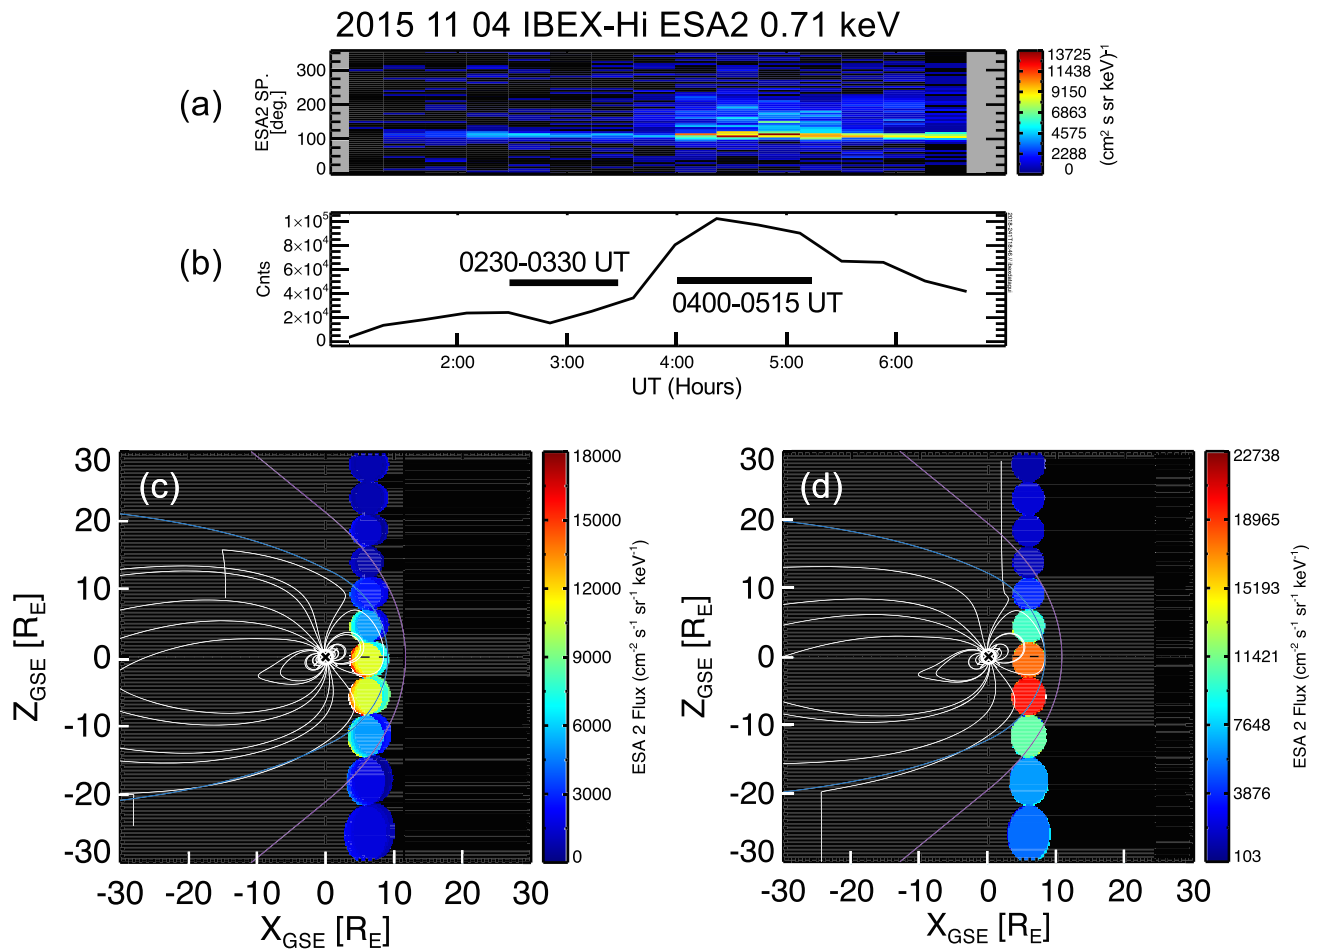 2015 11 04 IBEX-Hi ESA2 0.71 keV
(a)
ESA2 SP.
[deg.]
300
200
100
0
13725
11438
9150
6863
4575
2288
0
(cm² s sr keV)⁻¹
(b)
Cnts
1×10⁵
8×10⁴
6×10⁴
4×10⁴
2×10⁴
0
0230-0330 UT
0400-0515 UT
2:00 3:00 4:00 5:00 6:00
UT (Hours)
(c)
Z_GSE [R_E]
30
20
10
0
-10
-20
-30
-30 -20 -10 0 10 20 30
X_GSE [R_E]
18000
15000
12000
9000
6000
3000
0
ESA 2 Flux (cm⁻² s⁻¹ sr⁻¹ keV⁻¹)
(d)
Z_GSE [R_E]
30
20
10
0
-10
-20
-30
-30 -20 -10 0 10 20 30
X_GSE [R_E]
22738
18965
15193
11421
7648
3876
103
ESA 2 Flux (cm⁻² s⁻¹ sr⁻¹ keV⁻¹)